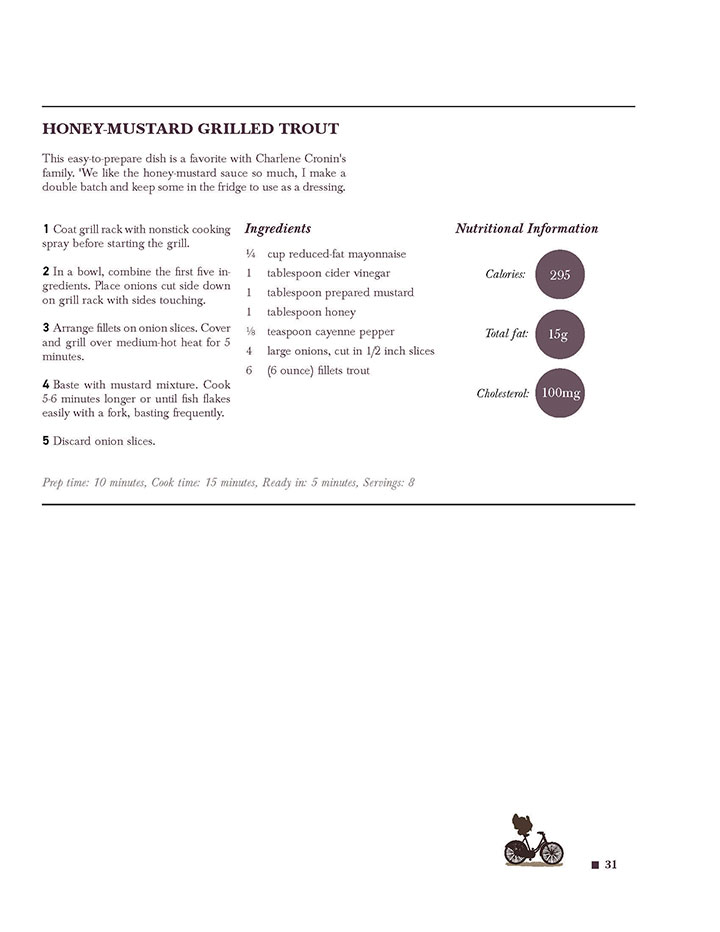 HONEY-MUSTARD GRILLED TROUT
This easy-to-prepare dish is a favorite with Charlene Cronin's
family. "We like the honey-mustard sauce so much, I make a
double batch and keep some in the fridge to use as a dressing.
1 Coat grill rack with nonstick cooking
spray before starting the grill.
2 In a bowl, combine the first five in-
gredients. Place onions cut side down
on grill rack with sides touching.
3 Arrange fillets on onion slices. Cover
and grill over medium-hot heat for 5
minutes.
4 Baste with mustard mixture. Cook
5-6 minutes longer or until fish flakes
easily with a fork, basting frequently.
5 Discard onion slices.
Ingredients
¼ cup reduced-fat mayonnaise
1 tablespoon cider vinegar
1 tablespoon prepared mustard
1 tablespoon honey
⅛ teaspoon cayenne pepper
4 large onions, cut in 1/2 inch slices
6 (6 ounce) fillets trout
Nutritional Information
Calories: 295
Total fat: 15g
Cholesterol: 100mg
Prep time: 10 minutes, Cook time: 15 minutes, Ready in: 5 minutes, Servings: 8
31